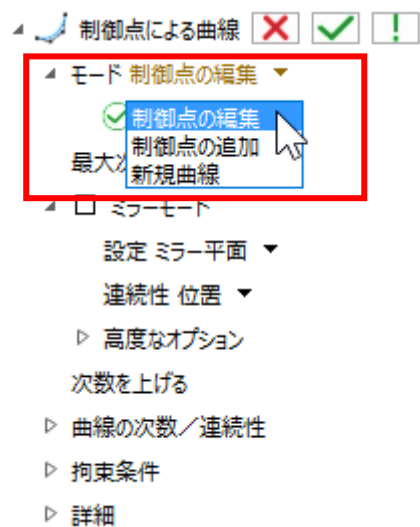 制御点による曲線
モード 制御点の編集
制御点の編集
制御点の追加
最大
新規曲線
ミラーモード
設定 ミラー平面
連続性 位置
高度なオプション
次数を上げる
曲線の次数／連続性
拘束条件
詳細